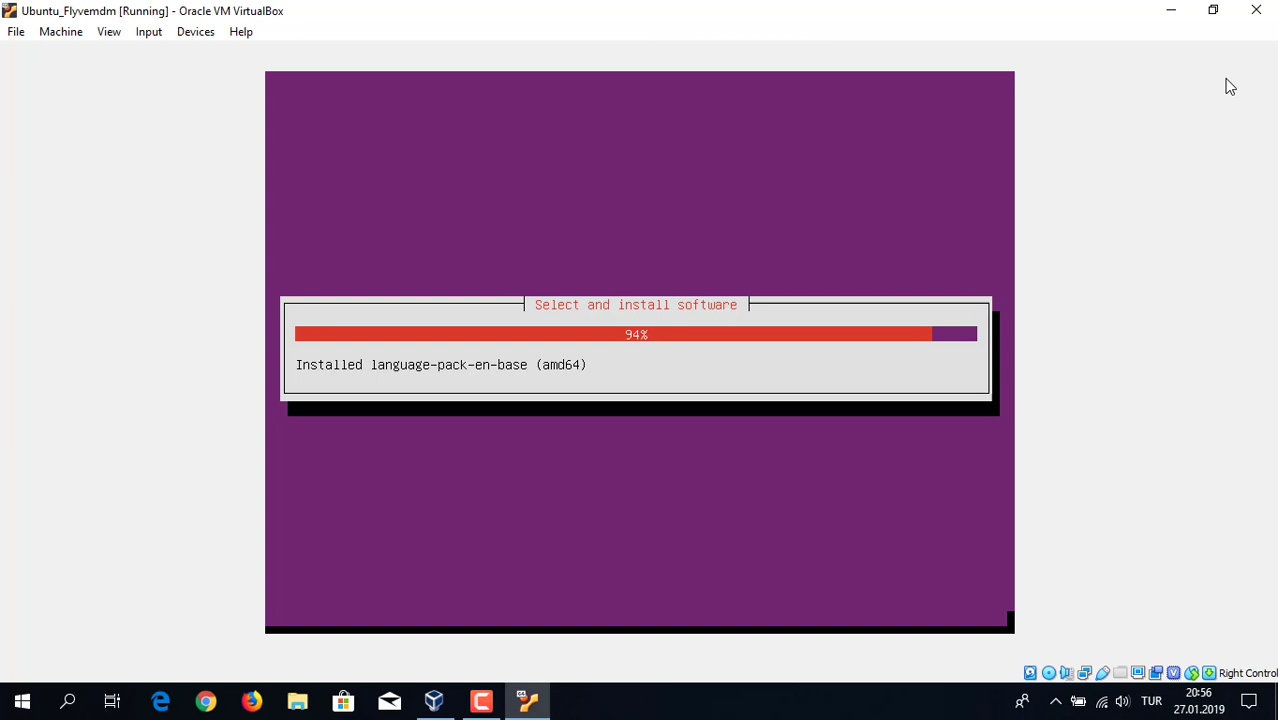 Ubuntu_Flyvemdm [Running] - Oracle VM VirtualBox
File Machine View Input Devices Help
Select and install software
94%
Installed language-pack-en-base (amd64)
Right Control
TUR
20:56
27.01.2019